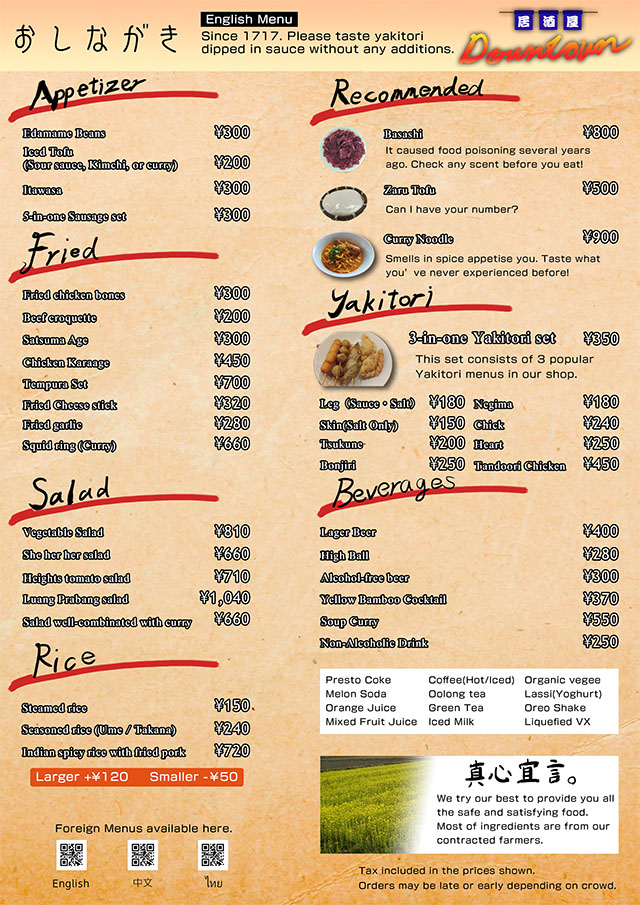 おしながき
English Menu
Since 1717. Please taste yakitori
dipped in sauce without any additions.
居酒屋
Downtown
Appetizer
Edamame Beans ¥300
Iced Tofu
(Sour sauce, Kimchi, or curry) ¥200
Itawasa ¥300
5-in-one Sausage set ¥300
Fried
Fried chicken bones ¥300
Beef croquette ¥200
Satsuma Age ¥300
Chicken Karaage ¥450
Tempura Set ¥700
Fried Cheese stick ¥320
Fried garlic ¥280
Squid ring (Curry) ¥660
Salad
Vegetable Salad ¥810
She her her salad ¥660
Heights tomato salad ¥710
Luang Prabang salad ¥1,040
Salad well-combinated with curry ¥660
Rice
Steamed rice ¥150
Seasoned rice (Ume / Takana) ¥240
Indian spicy rice with fried pork ¥720
Larger +¥120 Smaller -¥50
Foreign Menus available here.
English 中文 ไทย
Recommended
Basashi ¥800
It caused food poisoning several years
ago. Check any scent before you eat!
Zaru Tofu ¥500
Can I have your number?
Curry Noodle ¥900
Smells in spice appetise you. Taste what
you've never experienced before!
Yakitori
3-in-one Yakitori set ¥350
This set consists of 3 popular
Yakitori menus in our shop.
Leg (Sauce・Salt) ¥180 Negima ¥180
Skin(Salt Only) ¥150 Chick ¥240
Tsukune ¥200 Heart ¥250
Bonjiri ¥250 Tandoori Chicken ¥450
Beverages
Lager Beer ¥400
High Ball ¥280
Alcohol-free beer ¥300
Yellow Bamboo Cocktail ¥370
Soup Curry ¥550
Non-Alcoholic Drink ¥250
Presto Coke Coffee(Hot/Iced) Organic vegee
Melon Soda Oolong tea Lassi(Yoghurt)
Orange Juice Green Tea Oreo Shake
Mixed Fruit Juice Iced Milk Liquefied VX
真心宣言。
We try our best to provide you all
the safe and satisfying food.
Most of ingredients are from our
contracted farmers.
Tax included in the prices shown.
Orders may be late or early depending on crowd.